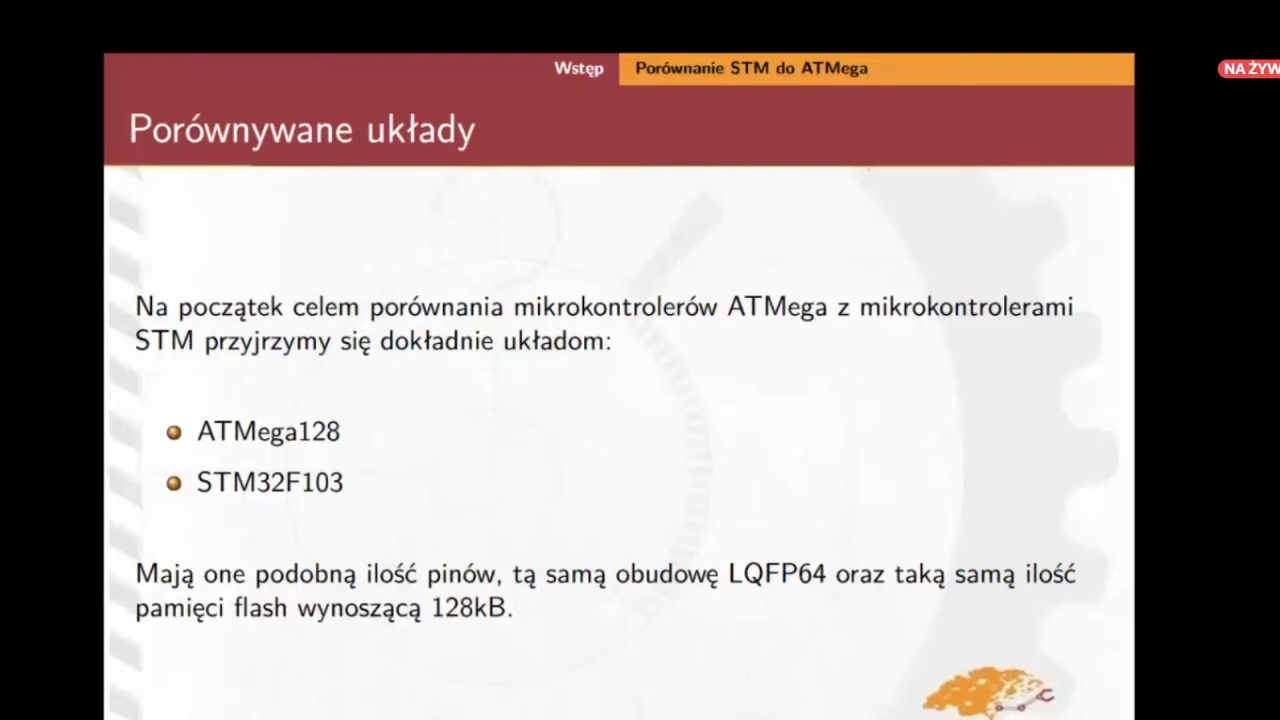 Wstęp
Porównanie STM do ATMega
NA ŻYW
Porównywane układy
Na początek celem porównania mikrokontrolerów ATMega z mikrokontrolerami
STM przyjrzymy się dokładnie układom:
ATMega128
STM32F103
Mają one podobną ilość pinów, tą samą obudowę LQFP64 oraz taką samą ilość
pamięci flash wynoszącą 128kB.